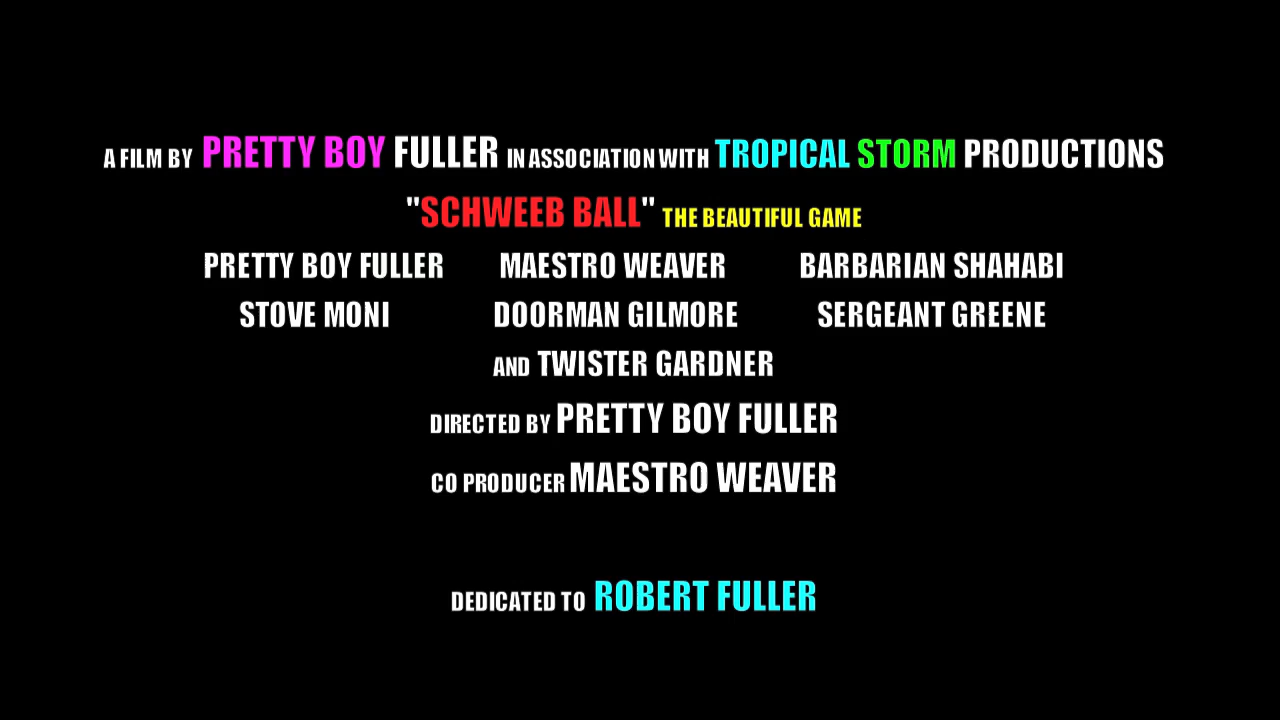 A FILM BY PRETTY BOY FULLER IN ASSOCIATION WITH TROPICAL STORM PRODUCTIONS
"SCHWEEB BALL" THE BEAUTIFUL GAME
PRETTY BOY FULLER MAESTRO WEAVER BARBARIAN SHAHABI
STOVE MONI DOORMAN GILMORE SERGEANT GREENE
AND TWISTER GARDNER
DIRECTED BY PRETTY BOY FULLER
CO PRODUCER MAESTRO WEAVER
DEDICATED TO ROBERT FULLER